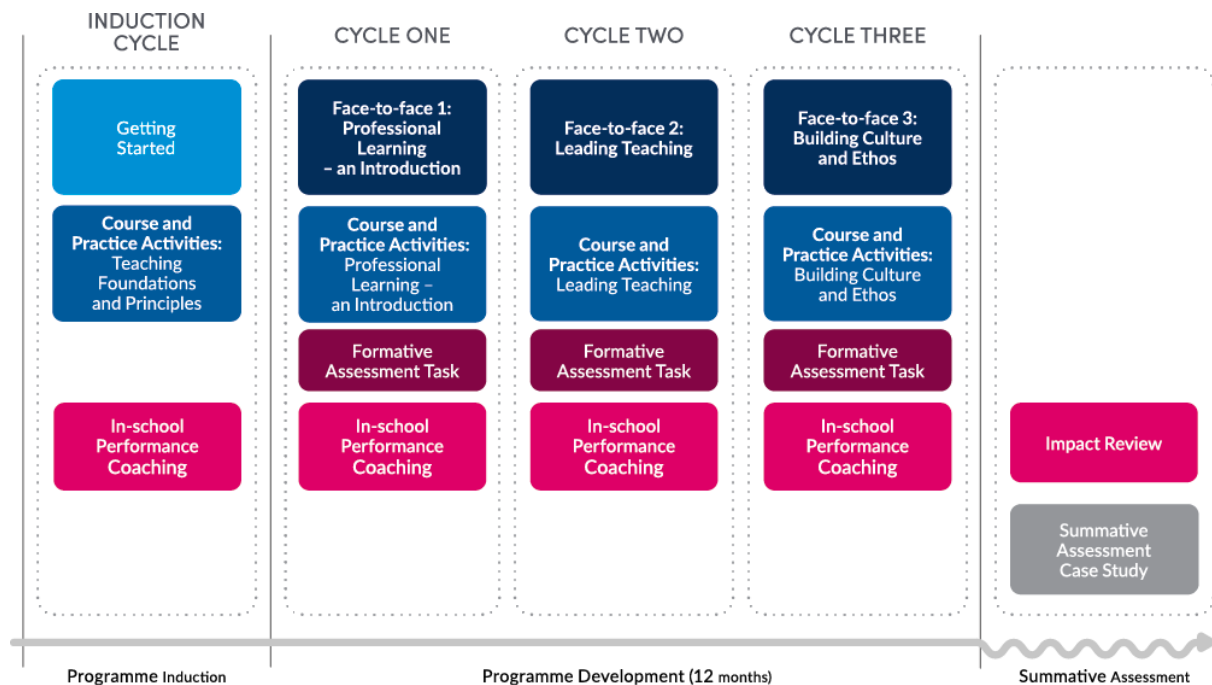 INDUCTION
CYCLE
CYCLE ONE
CYCLE TWO
CYCLE THREE
Getting
Started
Face-to-face 1:
Professional
Learning
– an Introduction
Face-to-face 2:
Leading Teaching
Face-to-face 3:
Building Culture
and Ethos
Course and
Practice Activities:
Teaching
Foundations
and Principles
Course and
Practice Activities:
Professional
Learning –
an Introduction
Course and
Practice Activities:
Leading Teaching
Course and
Practice Activities:
Building Culture
and Ethos
Formative
Assessment Task
Formative
Assessment Task
Formative
Assessment Task
In-school
Performance
Coaching
In-school
Performance
Coaching
In-school
Performance
Coaching
In-school
Performance
Coaching
Impact Review
Summative
Assessment
Case Study
Programme Induction
Programme Development (12 months)
Summative Assessment